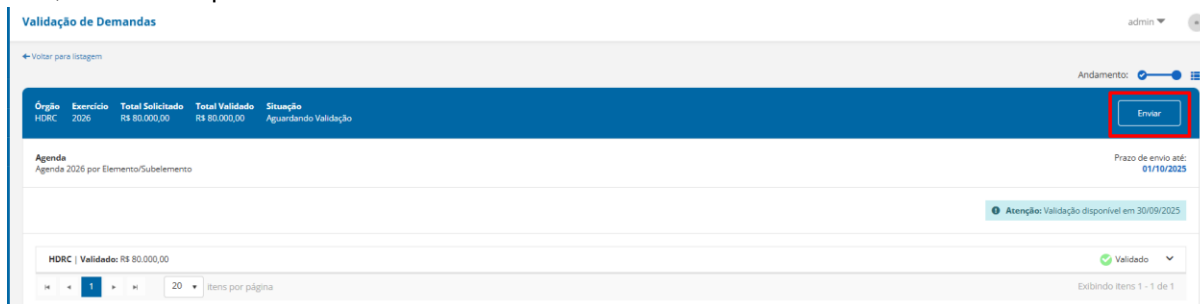 Validação de Demandas admin
Voltar para listagem
Andamento:
Órgão Exercício Total Solicitado Total Validado Situação
HDRC 2026 R$ 80.000,00 R$ 80.000,00 Aguardando Validação
Enviar
Agenda
Agenda 2026 por Elemento/Subelemento
Prazo de envio até:
01/10/2025
Atenção: Validação disponível em 30/09/2025
HDRC | Validado: R$ 80.000,00 Validado
1 20 itens por página Exibindo itens 1 - 1 de 1